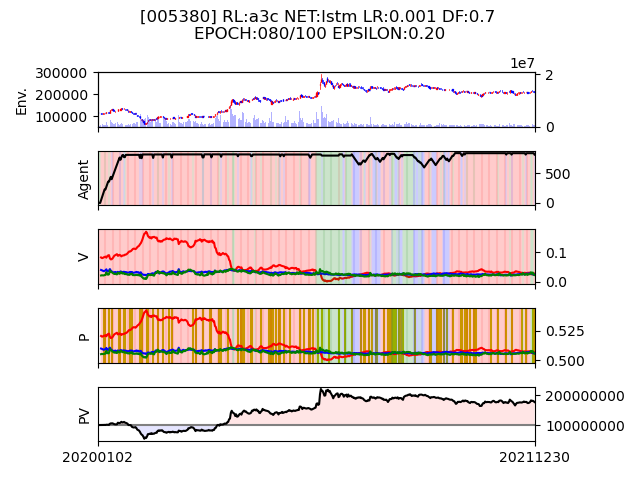 [005380] RL:a3c NET:lstm LR:0.001 DF:0.7
EPOCH:080/100 EPSILON:0.20
1e7
300000
200000
100000
Env.
2
0
Agent
500
0
V
0.1
0.0
P
0.525
0.500
PV
200000000
100000000
20200102
20211230